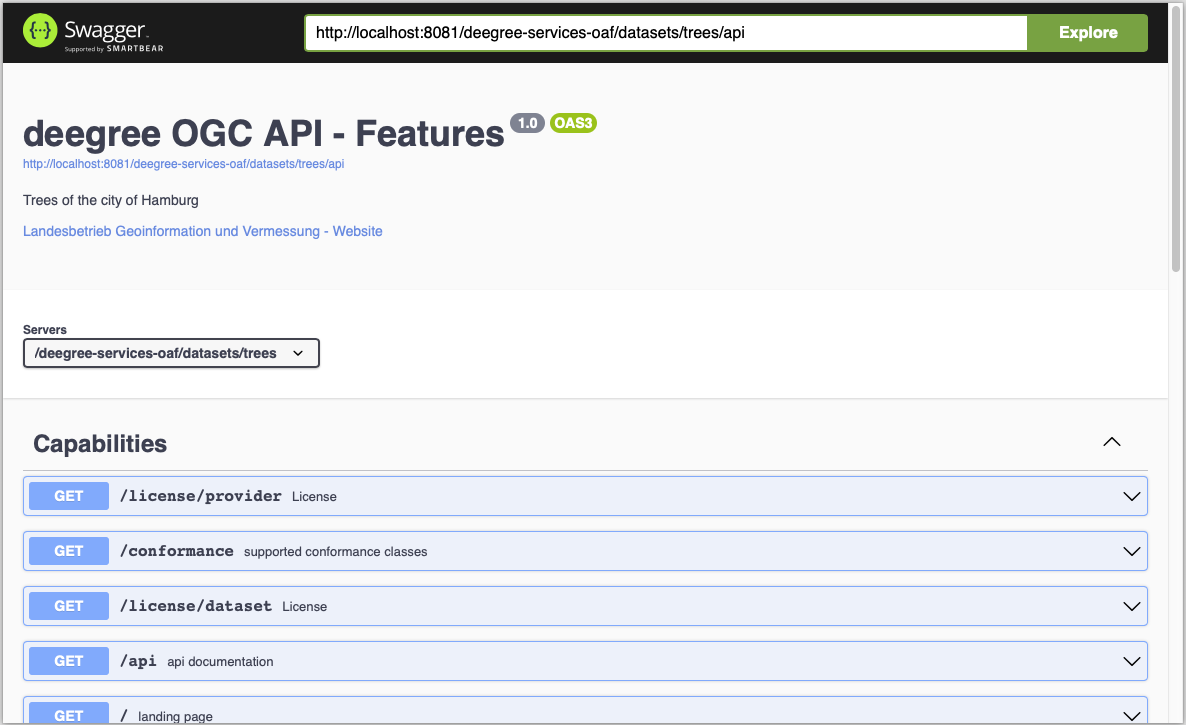 {···} Swagger™
Supported by SMARTBEAR
http://localhost:8081/deegree-services-oaf/datasets/trees/api
Explore
deegree OGC API - Features 1.0 OAS3
http://localhost:8081/deegree-services-oaf/datasets/trees/api
Trees of the city of Hamburg
Landesbetrieb Geoinformation und Vermessung - Website
Servers
/deegree-services-oaf/datasets/trees
Capabilities
GET /license/provider License
GET /conformance supported conformance classes
GET /license/dataset License
GET /api api documentation
GET / landing page